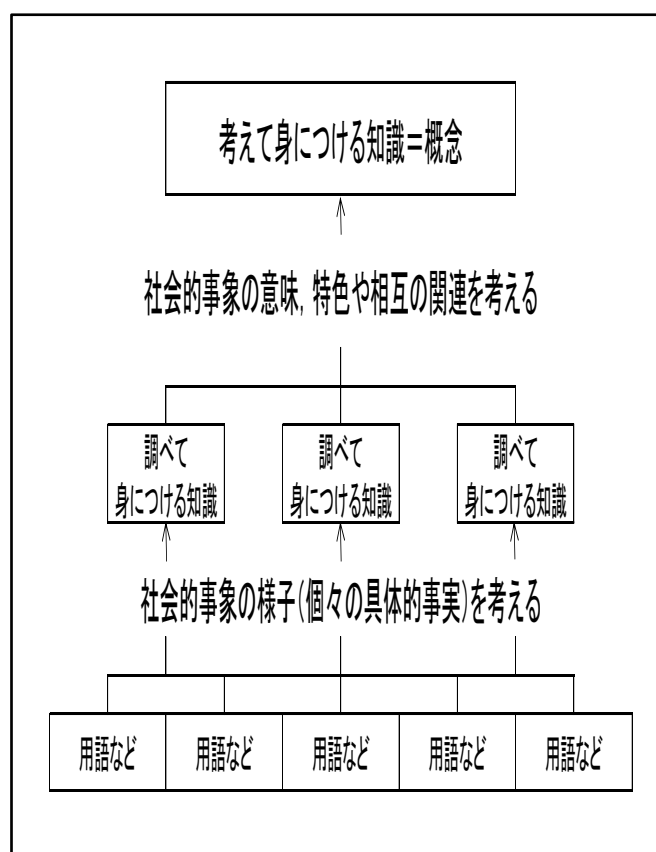 考えて身につける知識＝概念
社会的事象の意味，特色や相互の関連を考える
調べて
身につける知識
調べて
身につける知識
調べて
身につける知識
社会的事象の様子(個々の具体的事実)を考える
用語など
用語など
用語など
用語など
用語など